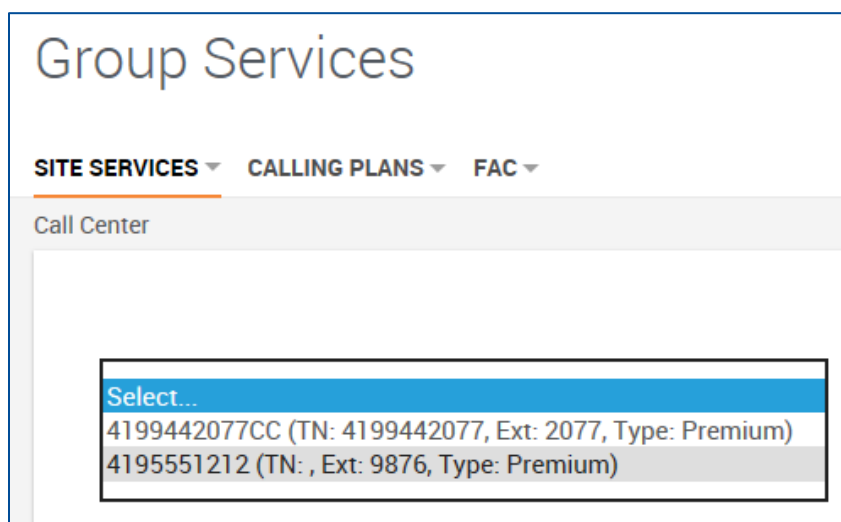 Group Services
SITE SERVICES CALLING PLANS FAC
Call Center
Select...
4199442077CC (TN: 4199442077, Ext: 2077, Type: Premium)
4195551212 (TN: , Ext: 9876, Type: Premium)